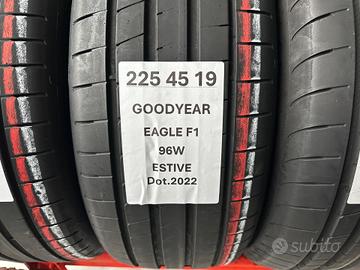 225 45 19
GOODYEAR
EAGLE F1
96W
ESTIVE
Dot.2022
subito